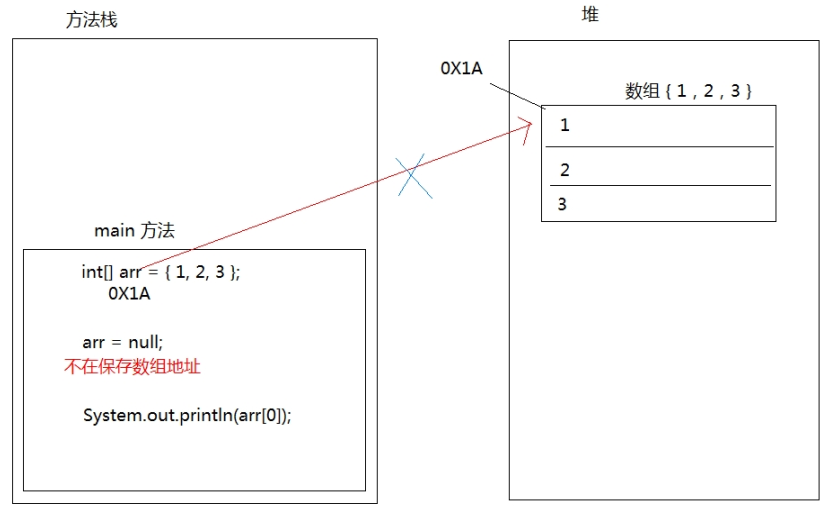 方法栈
堆
0X1A
数组 { 1 , 2 , 3 }
1
2
3
main 方法
int[] arr = { 1, 2, 3 };
0X1A
arr = null;
不在保存数组地址
System.out.println(arr[0]);